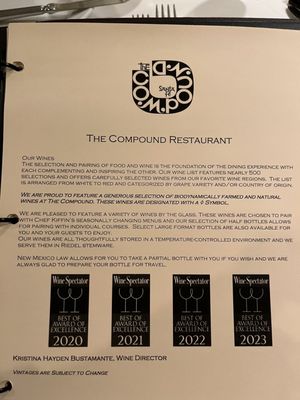 THE COMPOUND
SANTA FE
THE COMPOUND RESTAURANT
OUR WINES
THE SELECTION AND PAIRING OF FOOD AND WINE IS THE FOUNDATION OF THE DINING EXPERIENCE WITH
EACH COMPLEMENTING AND INSPIRING THE OTHER. OUR WINE LIST FEATURES NEARLY 500
SELECTIONS AND OFFERS CAREFULLY SELECTED WINES FROM OUR FAVORITE WINE REGIONS. THE LIST
IS ARRANGED FROM WHITE TO RED AND CATEGORIZED BY GRAPE VARIETY AND/OR COUNTRY OF ORIGIN.
WE ARE PROUD TO FEATURE A GENEROUS SELECTION OF BIODYNAMICALLY FARMED AND NATURAL
WINES AT THE COMPOUND. THESE WINES ARE DESIGNATED WITH A SYMBOL.
WE ARE PLEASED TO FEATURE A VARIETY OF WINES BY THE GLASS. THESE WINES ARE CHOSEN TO PAIR
WITH CHEF KIFFIN'S SEASONALLY CHANGING MENUS AND OUR SELECTION OF HALF BOTTLES ALLOWS
FOR PAIRING WITH INDIVIDUAL COURSES. SELECT LARGE FORMAT BOTTLES ARE ALSO AVAILABLE FOR
YOU AND YOUR GUESTS TO ENJOY.
OUR WINES ARE ALL THOUGHTFULLY STORED IN A TEMPERATURE-CONTROLLED ENVIRONMENT AND WE
SERVE THEM IN RIEDEL STEMWARE.
NEW MEXICO LAW ALLOWS FOR YOU TO TAKE A PARTIAL BOTTLE WITH YOU IF YOU WISH AND WE ARE
ALWAYS GLAD TO PREPARE YOUR BOTTLE FOR TRAVEL.
Wine Spectator Wine Spectator Wine Spectator Wine Spectator
BEST OF BEST OF BEST OF BEST OF
AWARD OF AWARD OF AWARD OF AWARD OF
EXCELLENCE EXCELLENCE EXCELLENCE EXCELLENCE
2020 2021 2022 2023
KRISTINA HAYDEN BUSTAMANTE, WINE DIRECTOR
VINTAGES ARE SUBJECT TO CHANGE